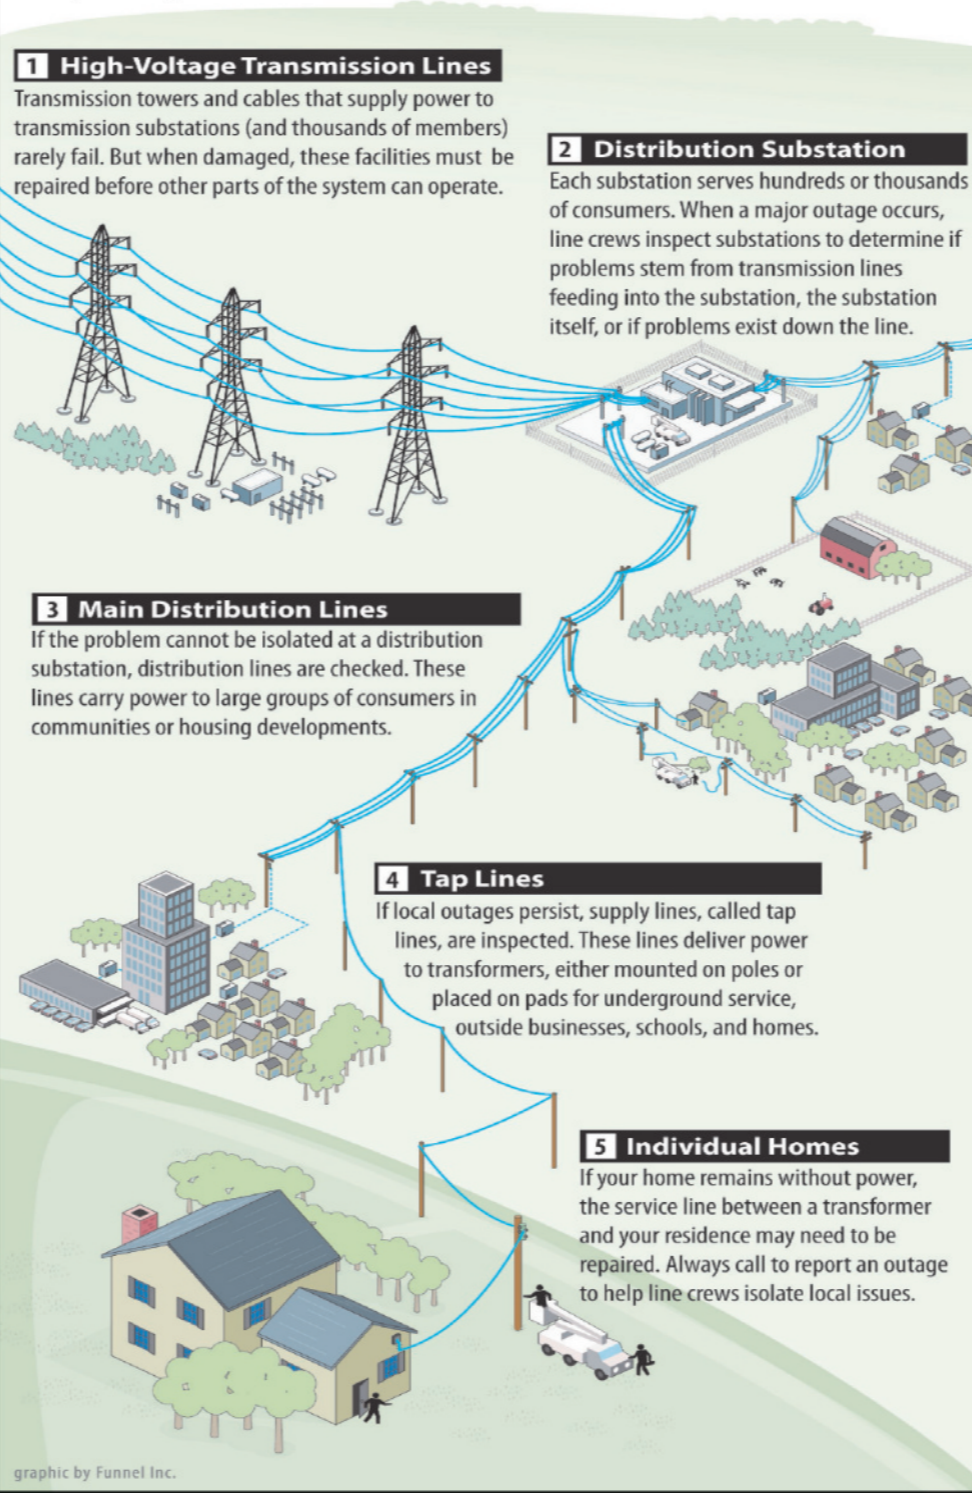 1 High-Voltage Transmission Lines
Transmission towers and cables that supply power to
transmission substations (and thousands of members)
rarely fail. But when damaged, these facilities must be
repaired before other parts of the system can operate.
2 Distribution Substation
Each substation serves hundreds or thousands
of consumers. When a major outage occurs,
line crews inspect substations to determine if
problems stem from transmission lines
feeding into the substation, the substation
itself, or if problems exist down the line.
3 Main Distribution Lines
If the problem cannot be isolated at a distribution
substation, distribution lines are checked. These
lines carry power to large groups of consumers in
communities or housing developments.
4 Tap Lines
If local outages persist, supply lines, called tap
lines, are inspected. These lines deliver power
to transformers, either mounted on poles or
placed on pads for underground service,
outside businesses, schools, and homes.
5 Individual Homes
If your home remains without power,
the service line between a transformer
and your residence may need to be
repaired. Always call to report an outage
to help line crews isolate local issues.
graphic by Funnel Inc.